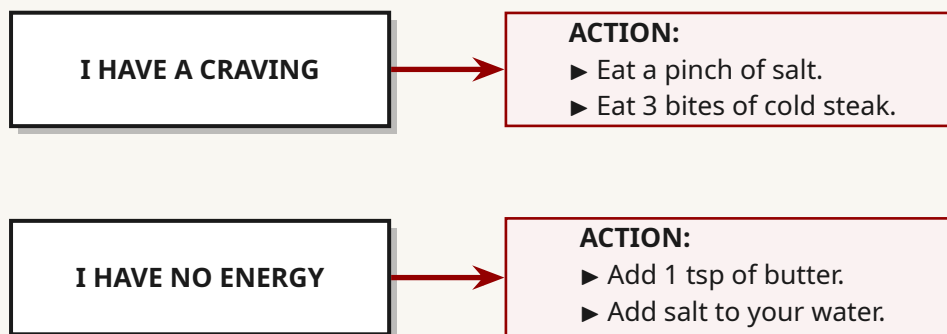 I HAVE A CRAVING
ACTION:
► Eat a pinch of salt.
► Eat 3 bites of cold steak.
I HAVE NO ENERGY
ACTION:
► Add 1 tsp of butter.
► Add salt to your water.